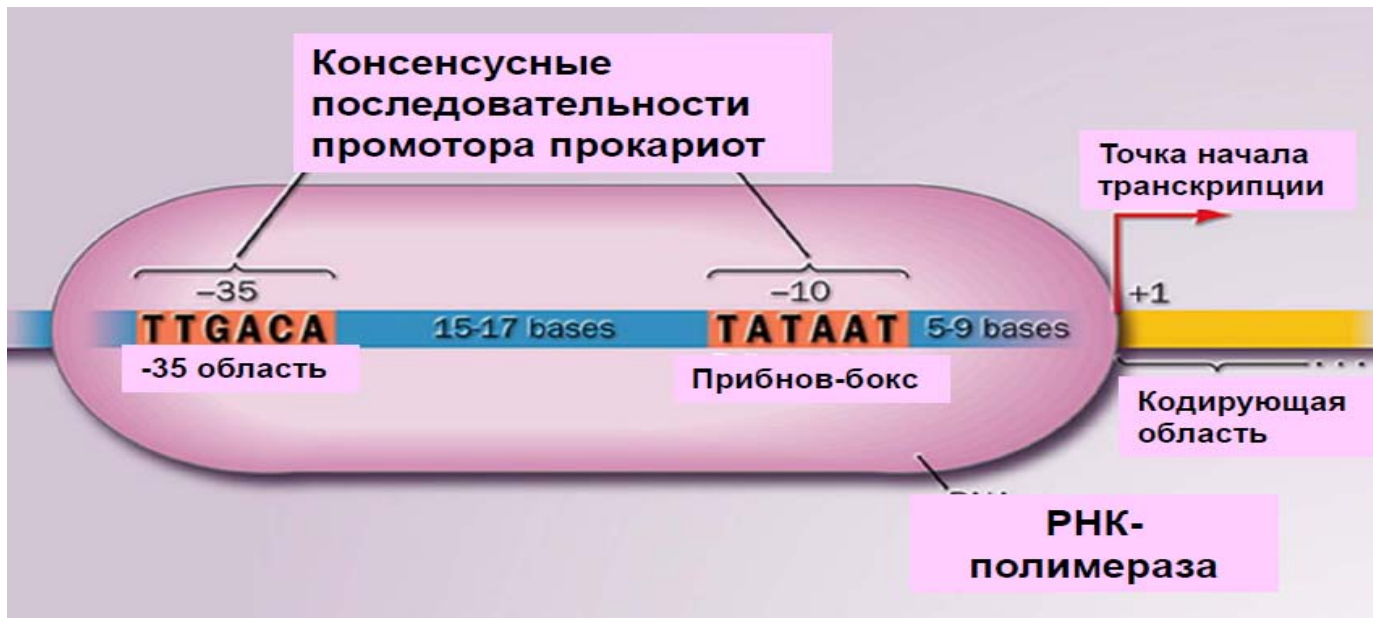 Консенсусные
последовательности
промотора прокариот
Точка начала
транскрипции
–35
–10
+1
TTGACA
15-17 bases
TATAAT
5-9 bases
-35 область
Прибнов-бокс
Кодирующая
область
РНК-
полимераза